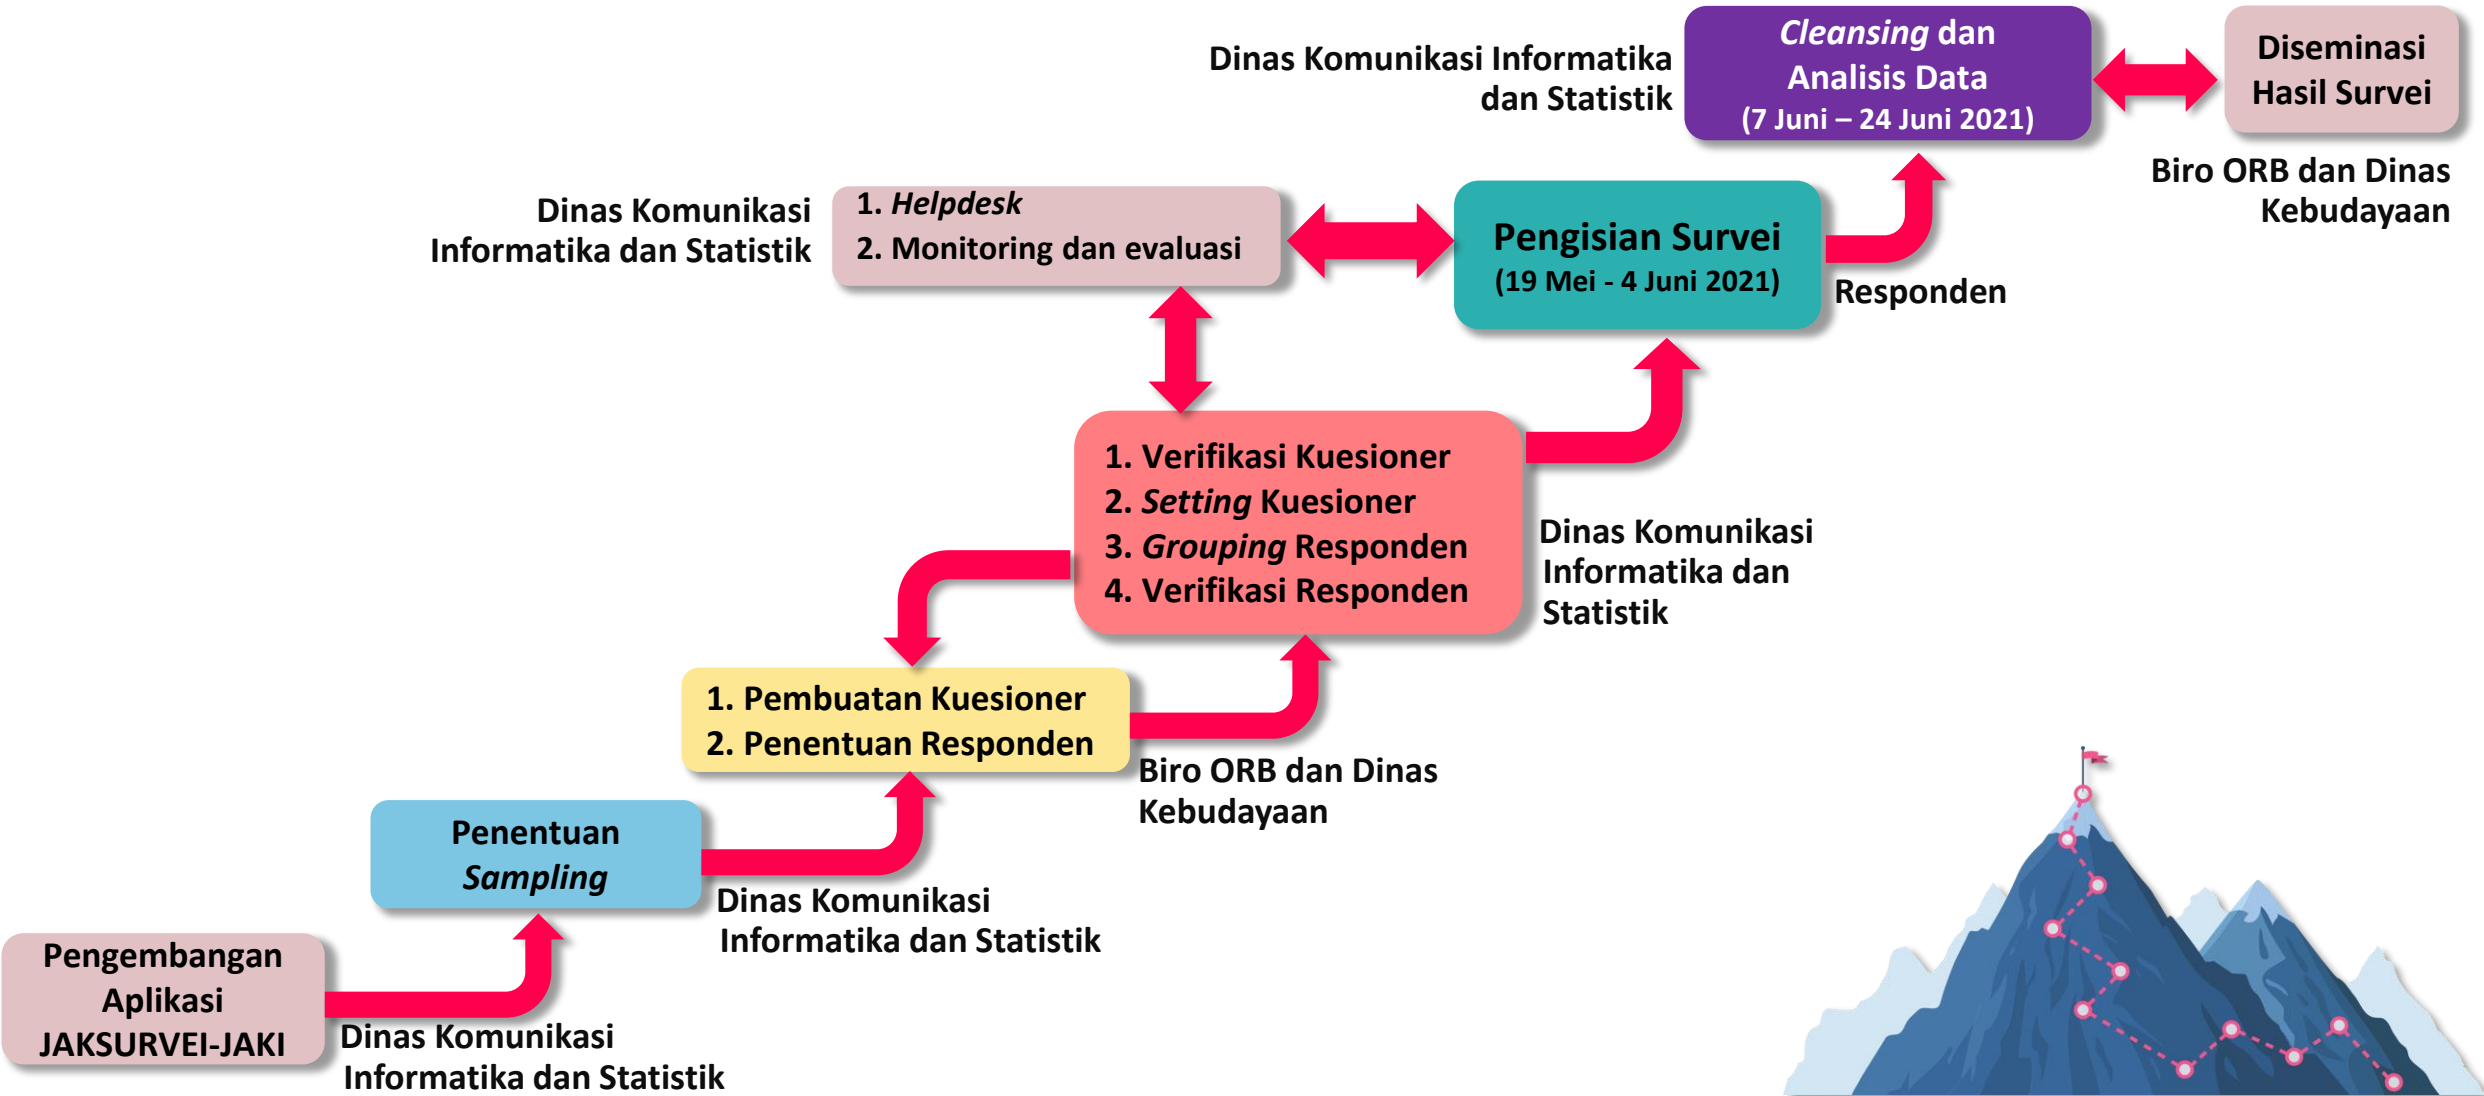 Cleansing dan
Analisis Data
(7 Juni – 24 Juni 2021)
Diseminasi
Hasil Survei
Dinas Komunikasi Informatika
dan Statistik
Biro ORB dan Dinas
Kebudayaan
Dinas Komunikasi
Informatika dan Statistik
1. Helpdesk
2. Monitoring dan evaluasi
Pengisian Survei
(19 Mei - 4 Juni 2021)
Responden
1. Verifikasi Kuesioner
2. Setting Kuesioner
3. Grouping Responden
4. Verifikasi Responden
Dinas Komunikasi
Informatika dan
Statistik
1. Pembuatan Kuesioner
2. Penentuan Responden
Biro ORB dan Dinas
Kebudayaan
Penentuan
Sampling
Dinas Komunikasi
Informatika dan Statistik
Pengembangan
Aplikasi
JAKSURVEI-JAKI
Dinas Komunikasi
Informatika dan Statistik